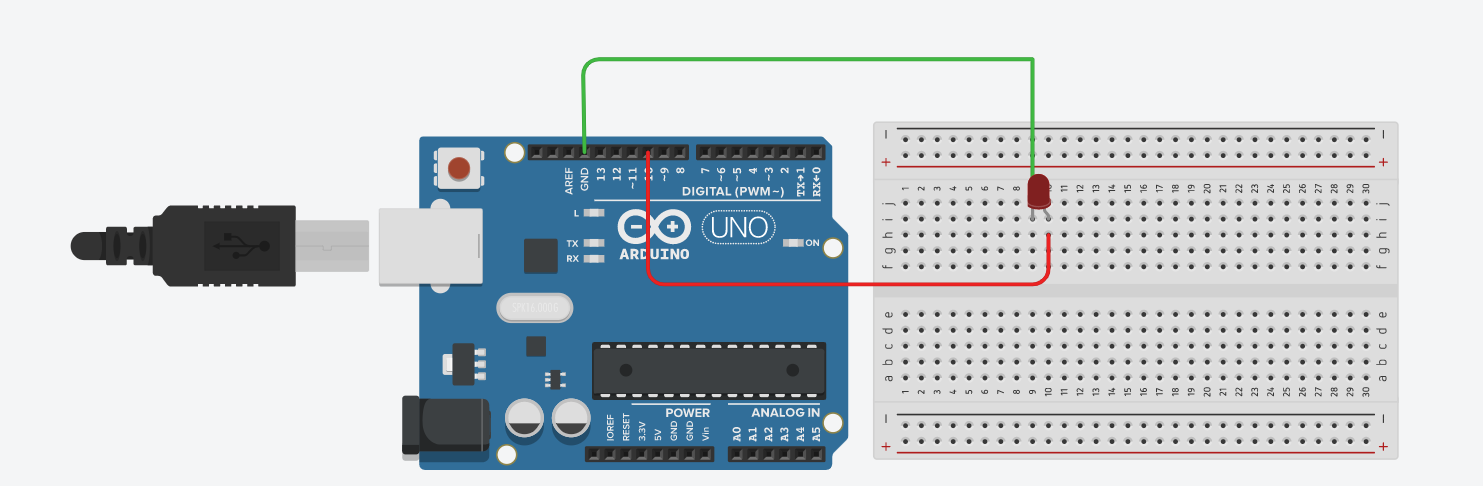 AREF
GND
13
12
~11
~9
8
7
~6
~5
4
~3
2
TX→1
RX←0
DIGITAL (PWM~)
L
TX
RX
UNO
ON
ARDUINO
POWER
ANALOG IN
IOREF
RESET
3.3V
5V
GND
GND
Vin
A0
A1
A2
A3
A4
A5
− −
+ +
1 2 3 4 5 6 7 8 11 12 13 14 15 16 17 18 19 20 21 22 23 24 25 26 27 28 29 30
j j
i i
h h
g g
f f
e e
d d
c c
b b
a a
1 2 3 4 5 6 7 8 9 10 11 12 13 14 15 16 17 18 19 20 21 22 23 24 25 26 27 28 29 30
− −
+ +